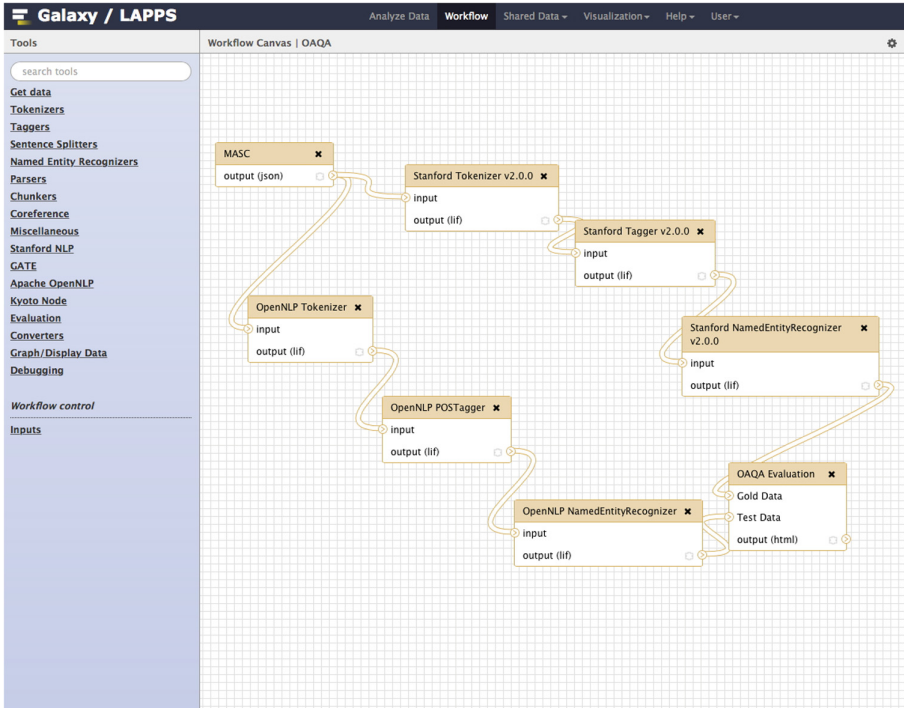 Galaxy / LAPPS
Analyze Data Workflow Shared Data Visualization Help User
Tools
Workflow Canvas | OAQA
search tools
Get data
Tokenizers
Taggers
Sentence Splitters
Named Entity Recognizers
Parsers
Chunkers
Coreference
Miscellaneous
Stanford NLP
GATE
Apache OpenNLP
Kyoto Node
Evaluation
Converters
Graph/Display Data
Debugging
Workflow control
Inputs
MASC
output (json)
Stanford Tokenizer v2.0.0
input
output (lif)
Stanford Tagger v2.0.0
input
output (lif)
OpenNLP Tokenizer
input
output (lif)
Stanford NamedEntityRecognizer
v2.0.0
input
output (lif)
OpenNLP POSTagger
input
output (lif)
OAQA Evaluation
Gold Data
Test Data
output (html)
OpenNLP NamedEntityRecognizer
input
output (lif)